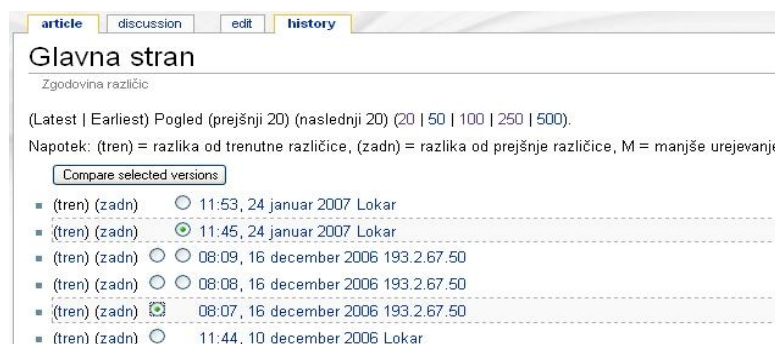 article discussion edit history
Glavna stran
Zgodovina različic
(Latest | Earliest) Pogled (prejšnji 20) (naslednji 20) (20 | 50 | 100 | 250 | 500).
Napotek: (tren) = razlika od trenutne različice, (zadn) = razlika od prejšnje različice, M = manjše urejevanje
Compare selected versions
(tren) (zadn) 11:53, 24 januar 2007 Lokar
(tren) (zadn) 11:45, 24 januar 2007 Lokar
(tren) (zadn) 08:09, 16 december 2006 193.2.67.50
(tren) (zadn) 08:08, 16 december 2006 193.2.67.50
(tren) (zadn) 08:07, 16 december 2006 193.2.67.50
(tren) (zadn) 11:44, 10 december 2006 Lokar